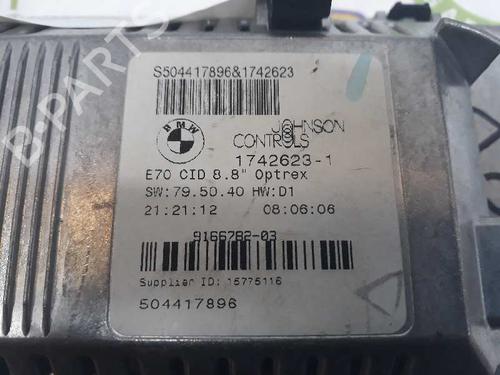 S504417896&1742623
BMW
JOHNSON
CONTROLS
1742623-1
E70 CID 8.8" Optrex
SW:79.50.40 HW:D1
21:21:12 08:06:06
9166782-03
Supplier ID: 15775116
504417896